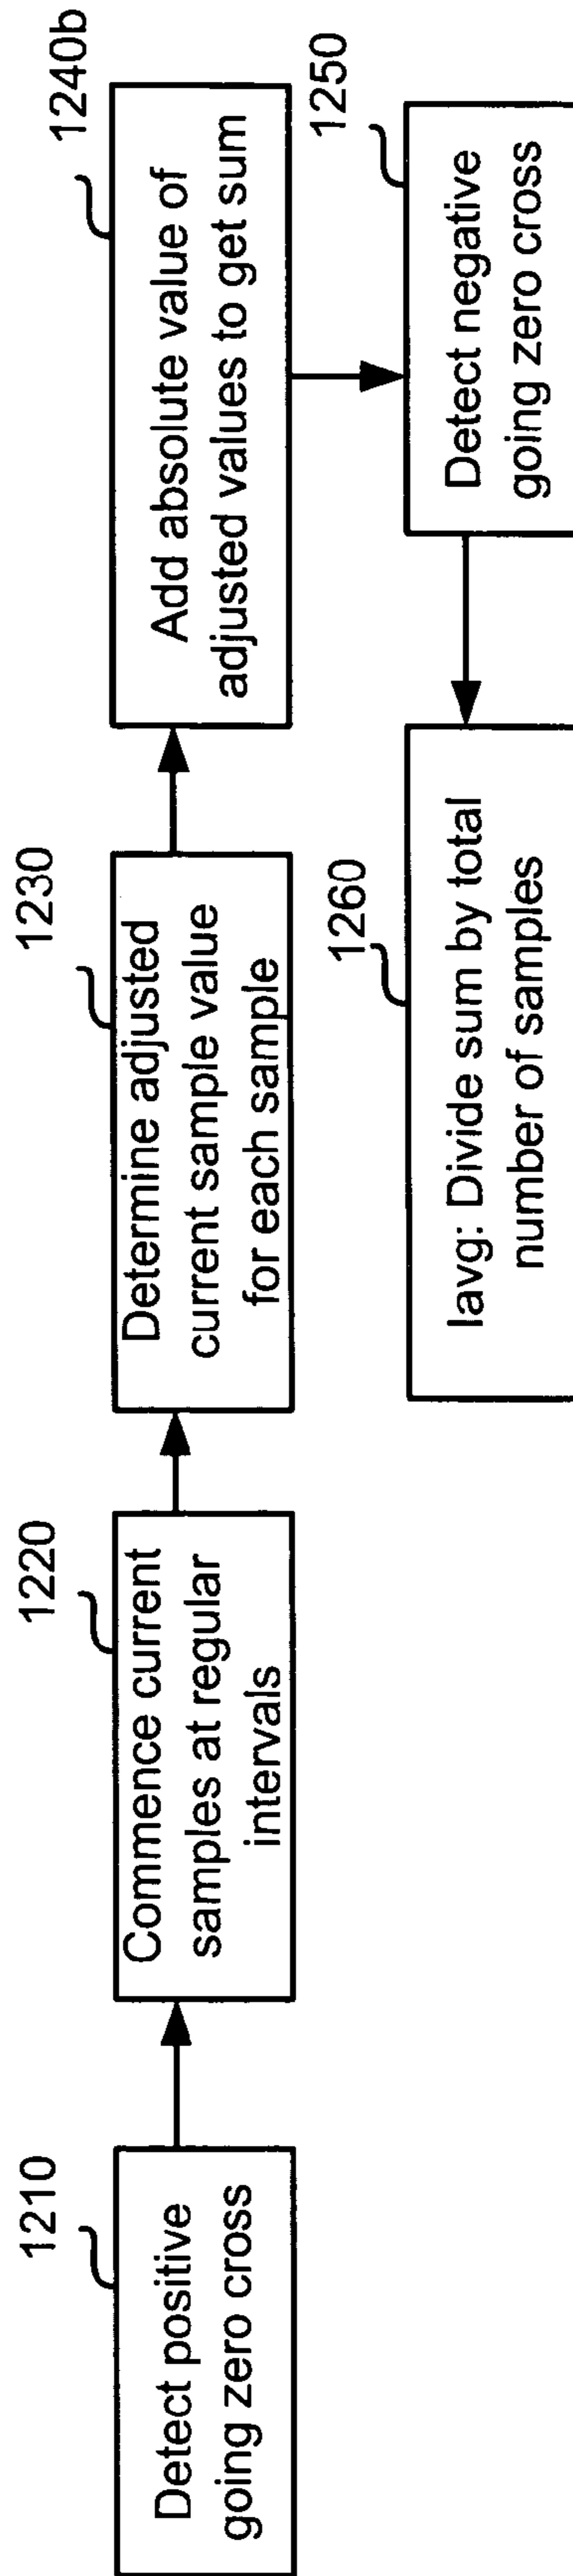 1210
Detect positive
going zero cross
1220
Commence current
samples at regular
intervals
1230
Determine adjusted
current sample value
for each sample
1240b
Add absolute value of
adjusted values to get sum
1250
Detect negative
going zero cross
1260
Iavg: Divide sum by total
number of samples